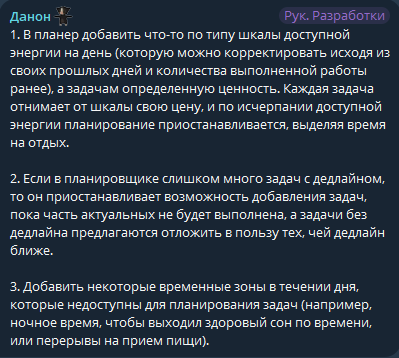 Данон
Рук. Разработки
1. В планер добавить что-то по типу шкалы доступной
энергии на день (которую можно корректировать исходя из
своих прошлых дней и количества выполненной работы
ранее), а задачам определенную ценность. Каждая задача
отнимает от шкалы свою цену, и по исчерпании доступной
энергии планирование приостанавливается, выделяя время
на отдых.
2. Если в планировщике слишком много задач с дедлайном,
то он приостанавливает возможность добавления задач,
пока часть актуальных не будет выполнена, а задачи без
дедлайна предлагаются отложить в пользу тех, чей дедлайн
ближе.
3. Добавить некоторые временные зоны в течении дня,
которые недоступны для планирования задач (например,
ночное время, чтобы выходил здоровый сон по времени,
или перерывы на прием пищи).